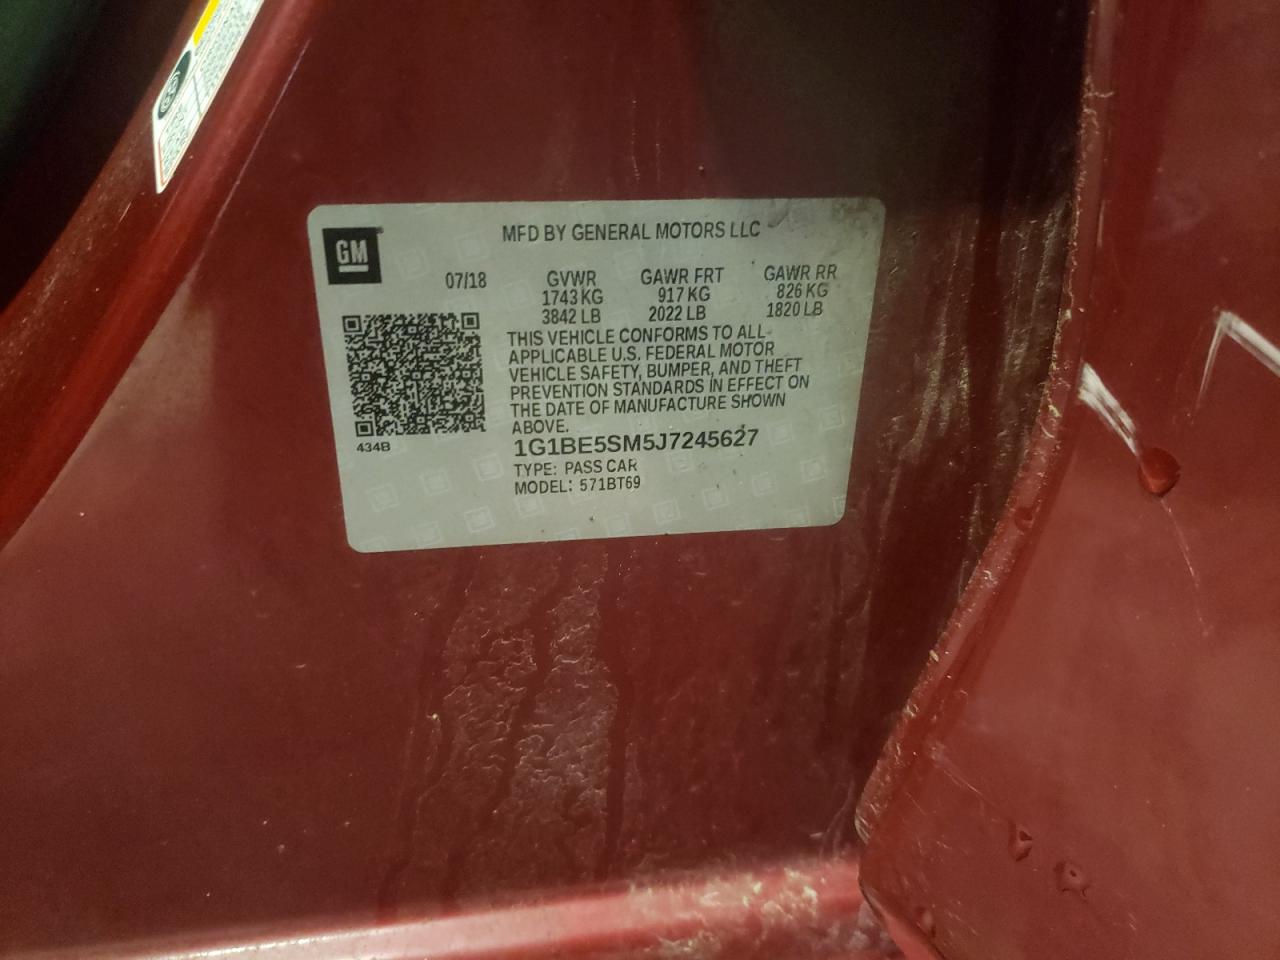 GM
MFD BY GENERAL MOTORS LLC
07/18
GVWR
1743 KG
3842 LB
GAWR FRT
917 KG
2022 LB
GAWR RR
826 KG
1820 LB
THIS VEHICLE CONFORMS TO ALL
APPLICABLE U.S. FEDERAL MOTOR
VEHICLE SAFETY, BUMPER, AND THEFT
PREVENTION STANDARDS IN EFFECT ON
THE DATE OF MANUFACTURE SHOWN
ABOVE.
434B
1G1BE5SM5J7245627
TYPE: PASS CAR
MODEL: 571BT69